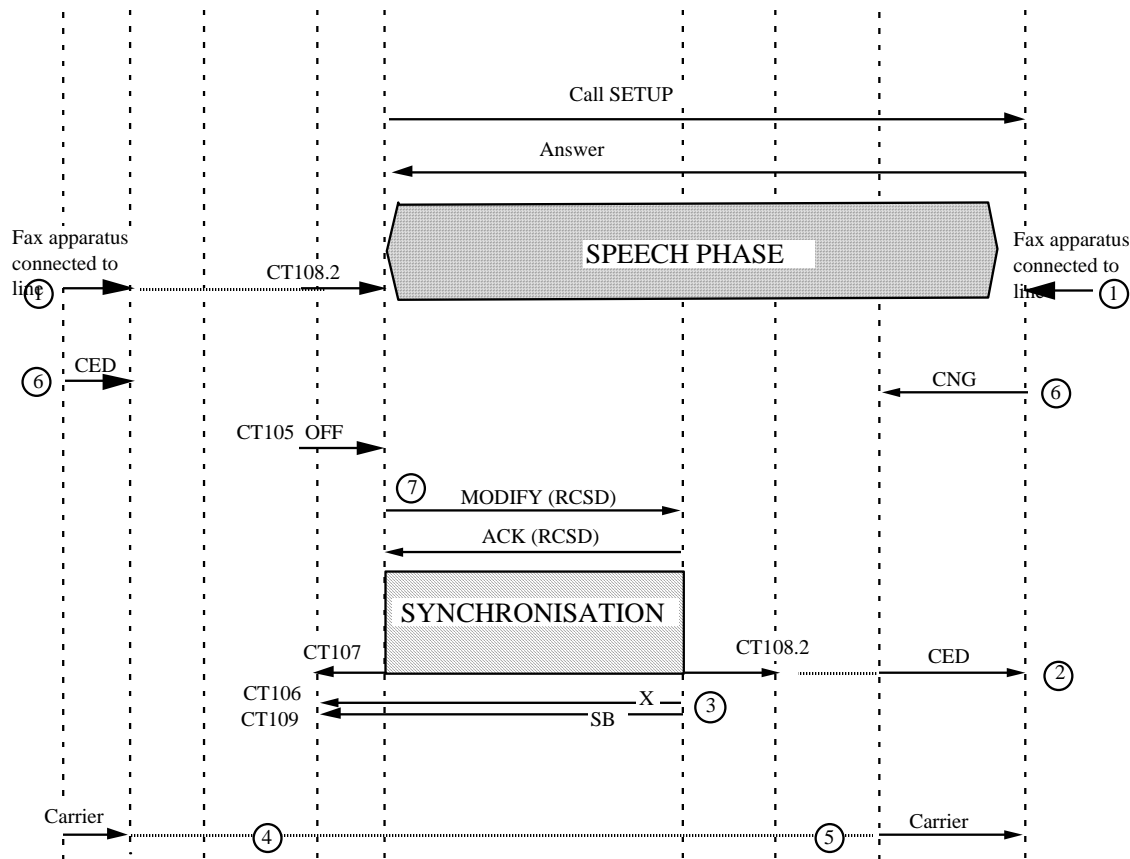 Call SETUP
Answer
SPEECH PHASE
Fax apparatus
connected to
line
1
CT108.2
Fax apparatus
connected to
line
1
6
CED
CNG
6
CT105 OFF
7
MODIFY (RCSD)
ACK (RCSD)
SYNCHRONISATION
CT107
CT108.2
CED
2
CT106
X
3
CT109
SB
Carrier
4
5
Carrier